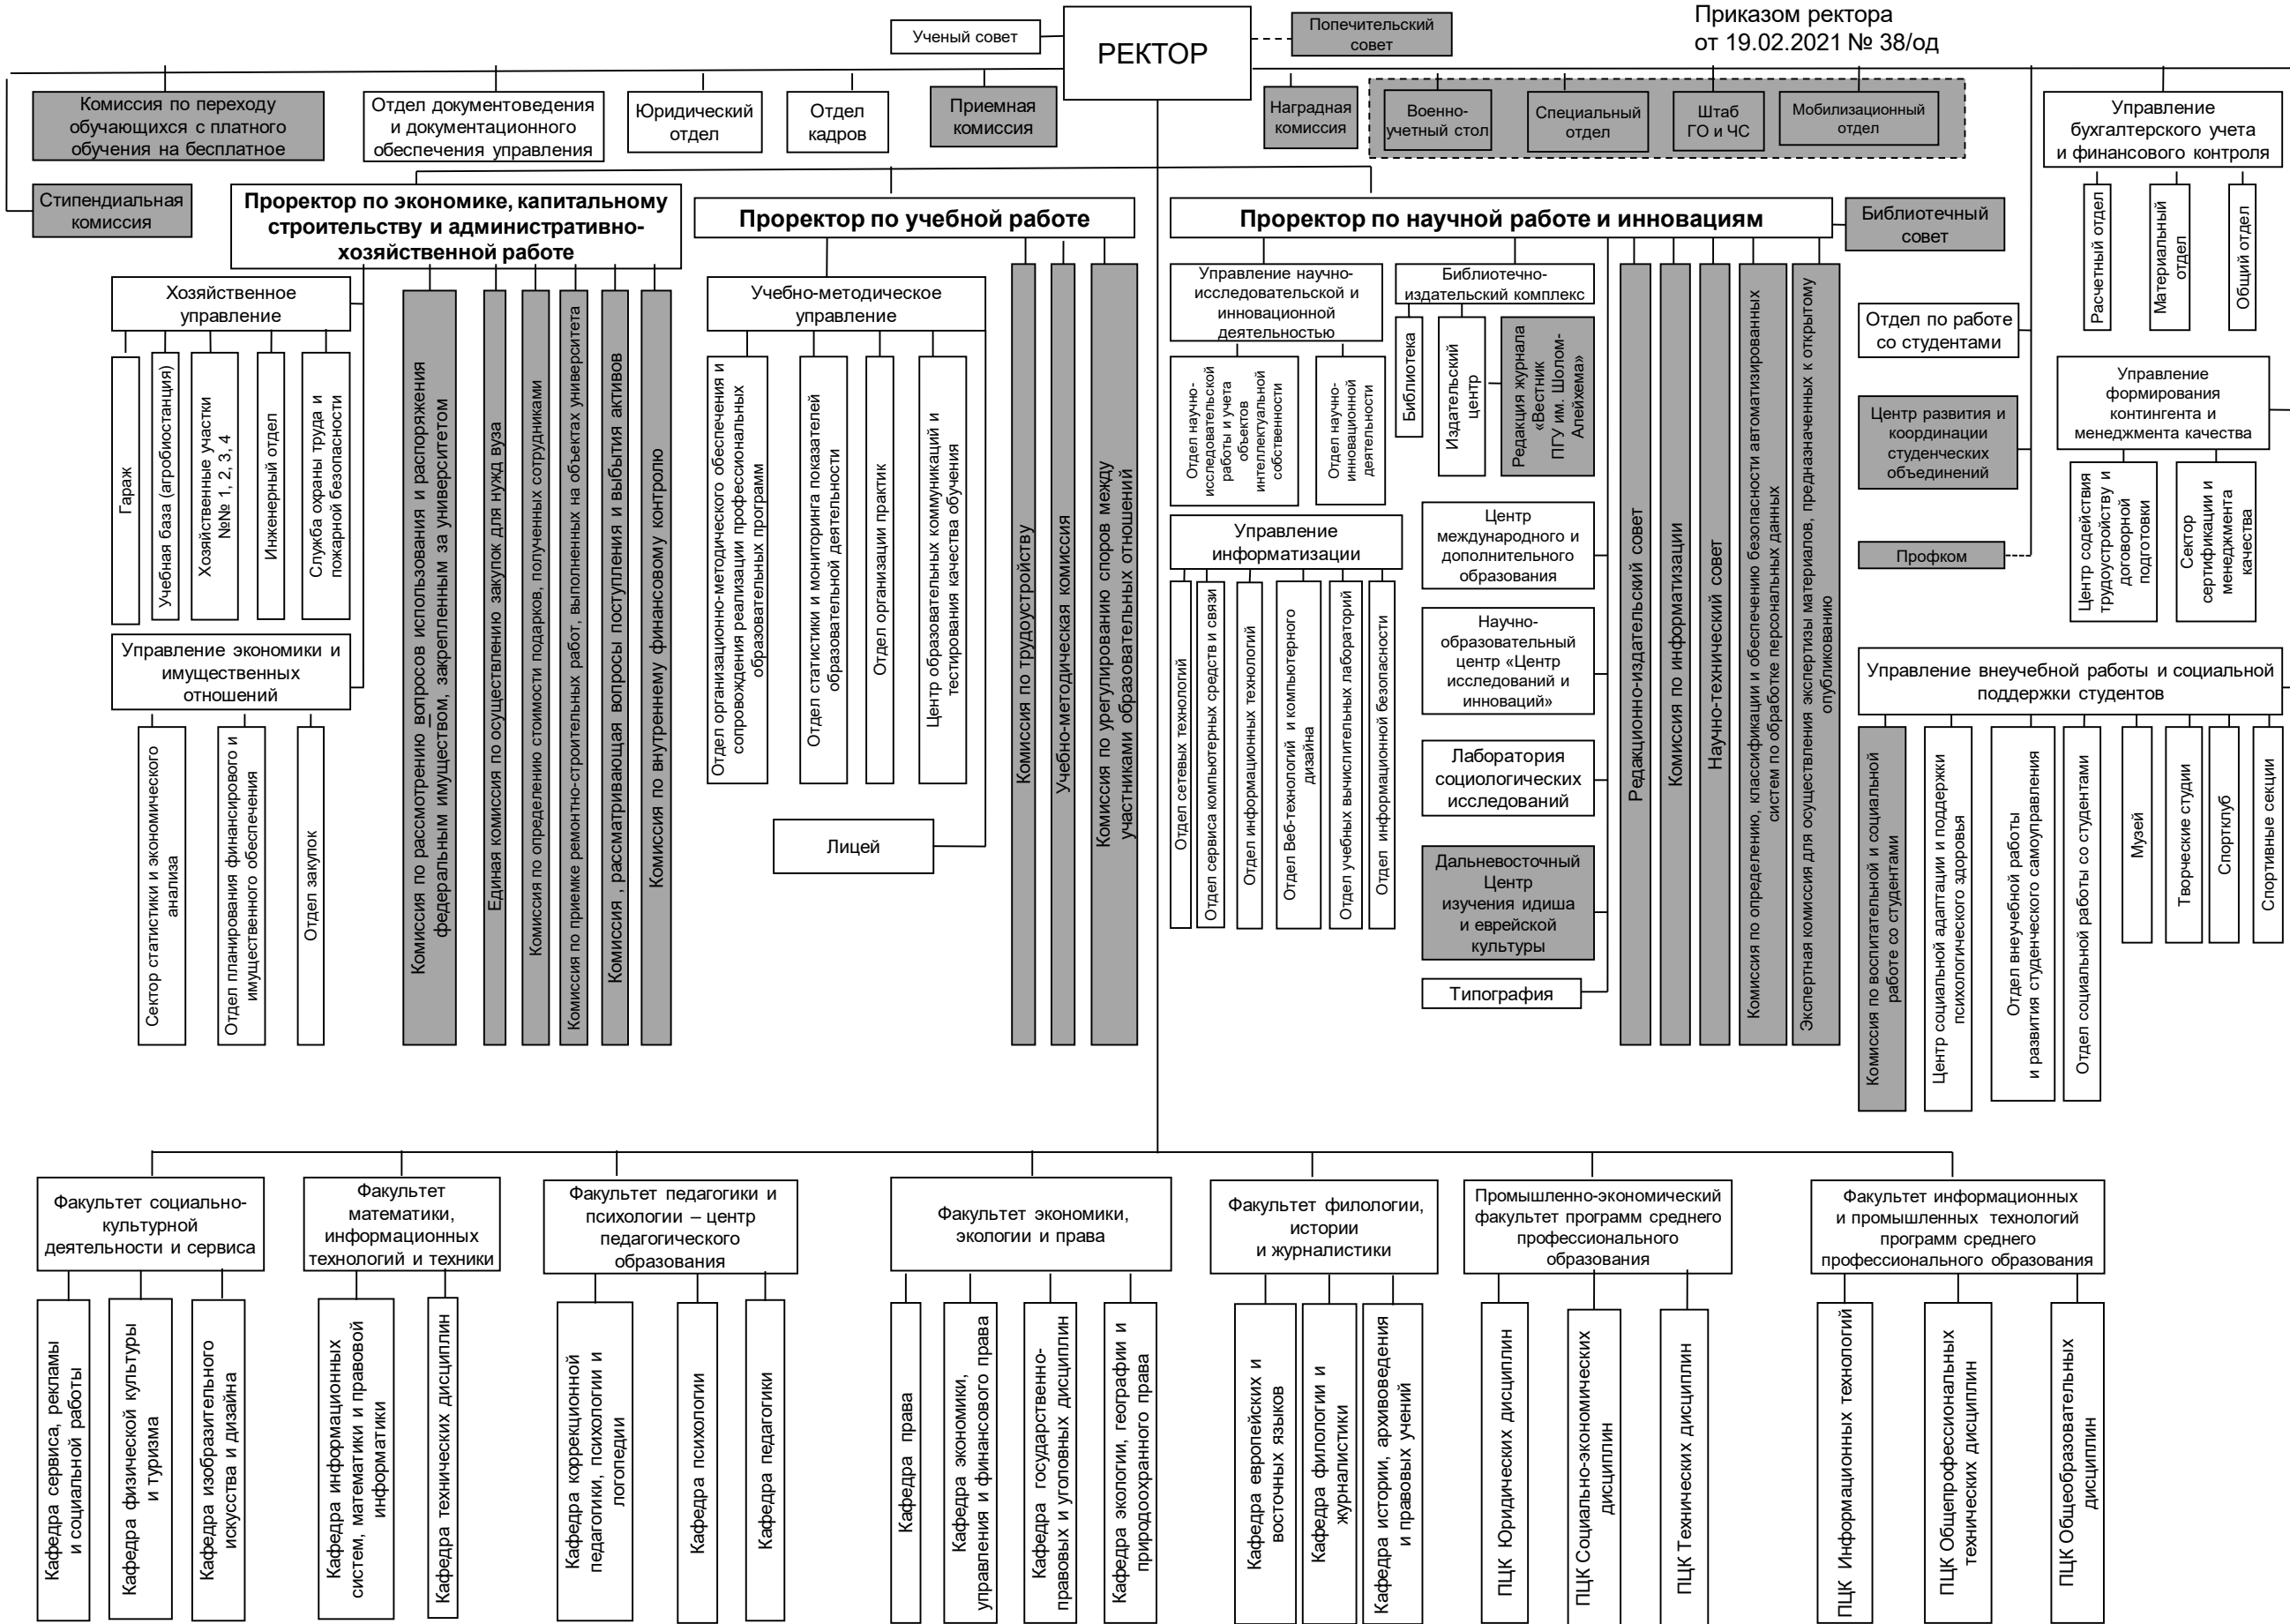 Приказом ректора
от 19.02.2021 № 38/од
Ученый совет
РЕКТОР
Попечительский
совет
Комиссия по переходу
обучающихся с платного
обучения на бесплатное
Отдел документоведения
и документационного
обеспечения управления
Юридический
отдел
Отдел
кадров
Приемная
комиссия
Наградная
комиссия
Военно-
учетный стол
Специальный
отдел
Штаб
ГО и ЧС
Мобилизационный
отдел
Управление
бухгалтерского учета
и финансового контроля
Стипендиальная
комиссия
Проректор по экономике, капитальному
строительству и административно-
хозяйственной работе
Проректор по учебной работе
Проректор по научной работе и инновациям
Библиотечный
совет
Расчетный отдел
Материальный
отдел
Общий отдел
Хозяйственное
управление
Гараж
Учебная база (агробиостанция)
Хозяйственные участки
№№ 1, 2, 3, 4
Инженерный отдел
Служба охраны труда и
пожарной безопасности
Управление экономики и
имущественных
отношений
Сектор статистики и экономического
анализа
Отдел планирования финансирового и
имущественного обеспечения
Отдел закупок
Комиссия по рассмотрению вопросов использования и распоряжения
федеральным имуществом, закрепленным за университетом
Единая комиссия по осуществлению закупок для нужд вуза
Комиссия по определению стоимости подарков, полученных сотрудниками
Комиссия по приемке ремонтно-строительных работ, выполненных на объектах университета
Комиссия , рассматривающая вопросы поступления и выбытия активов
Комиссия по внутреннему финансовому контролю
Учебно-методическое
управление
Отдел организационно-методического обеспечения и
сопровождения реализации профессиональных
образовательных программ
Отдел статистики и мониторинга показателей
образовательной деятельности
Отдел организации практик
Центр образовательных коммуникаций и
тестирования качества обучения
Лицей
Комиссия по трудоустройству
Учебно-методическая комиссия
Комиссия по урегулированию споров между
участниками образовательных отношений
Управление научно-
исследовательской и
инновационной
деятельностью
Отдел научно-
исследовательской
работы и учета
объектов
интеллектуальной
собственности
Отдел научно-
инновационной
деятельности
Библиотечно-
издательский комплекс
Библиотека
Издательский
центр
Редакция журнала
«Вестник
ПГУ им. Шолом-
Алейхема»
Управление
информатизации
Отдел сетевых технологий
Отдел сервиса компьютерных средств и связи
Отдел информационных технологий
Отдел Веб-технологий и компьютерного
дизайна
Отдел учебных вычислительных лабораторий
Отдел информационной безопасности
Центр
международного и
дополнительного
образования
Научно-
образовательный
центр «Центр
исследований и
инноваций»
Лаборатория
социологических
исследований
Дальневосточный
Центр
изучения идиша
и еврейской
культуры
Типография
Редакционно-издательский совет
Комиссия по информатизации
Научно-технический совет
Комиссия по определению, классификации и обеспечению безопасности автоматизированных
систем по обработке персональных данных
Экспертная комиссия для осуществления экспертизы материалов, предназначенных к открытому
опубликованию
Отдел по работе
со студентами
Центр развития и
координации
студенческих
объединений
Профком
Управление
формирования
контингента и
менеджмента качества
Центр содействия
трудоустройству и
договорной
подготовки
Сектор
сертификации и
менеджмента
качества
Управление внеучебной работы и социальной
поддержки студентов
Комиссия по воспитательной и социальной
работе со студентами
Центр социальной адаптации и поддержки
психологического здоровья
Отдел внеучебной работы
и развития студенческого самоуправления
Отдел социальной работы со студентами
Музей
Творческие студии
Спортклуб
Спортивные секции
Факультет социально-
культурной
деятельности и сервиса
Кафедра сервиса, рекламы
и социальной работы
Кафедра физической культуры
и туризма
Кафедра изобразительного
искусства и дизайна
Факультет
математики,
информационных
технологий и техники
Кафедра информационных
систем, математики и правовой
информатики
Кафедра технических дисциплин
Факультет педагогики и
психологии – центр
педагогического
образования
Кафедра коррекционной
педагогики, психологии и
логопедии
Кафедра психологии
Кафедра педагогики
Факультет экономики,
экологии и права
Кафедра права
Кафедра экономики,
управления и финансового права
Кафедра государственно-
правовых и уголовных дисциплин
Кафедра экологии, географии и
природоохранного права
Факультет филологии,
истории
и журналистики
Кафедра европейских и
восточных языков
Кафедра филологии и
журналистики
Кафедра истории, архивоведения
и правовых учений
Промышленно-экономический
факультет программ среднего
профессионального
образования
ПЦК Юридических дисциплин
ПЦК Социально-экономических
дисциплин
ПЦК Технических дисциплин
Факультет информационных
и промышленных технологий
программ среднего
профессионального образования
ПЦК Информационных технологий
ПЦК Общепрофессиональных
технических дисциплин
ПЦК Общеобразовательных
дисциплин